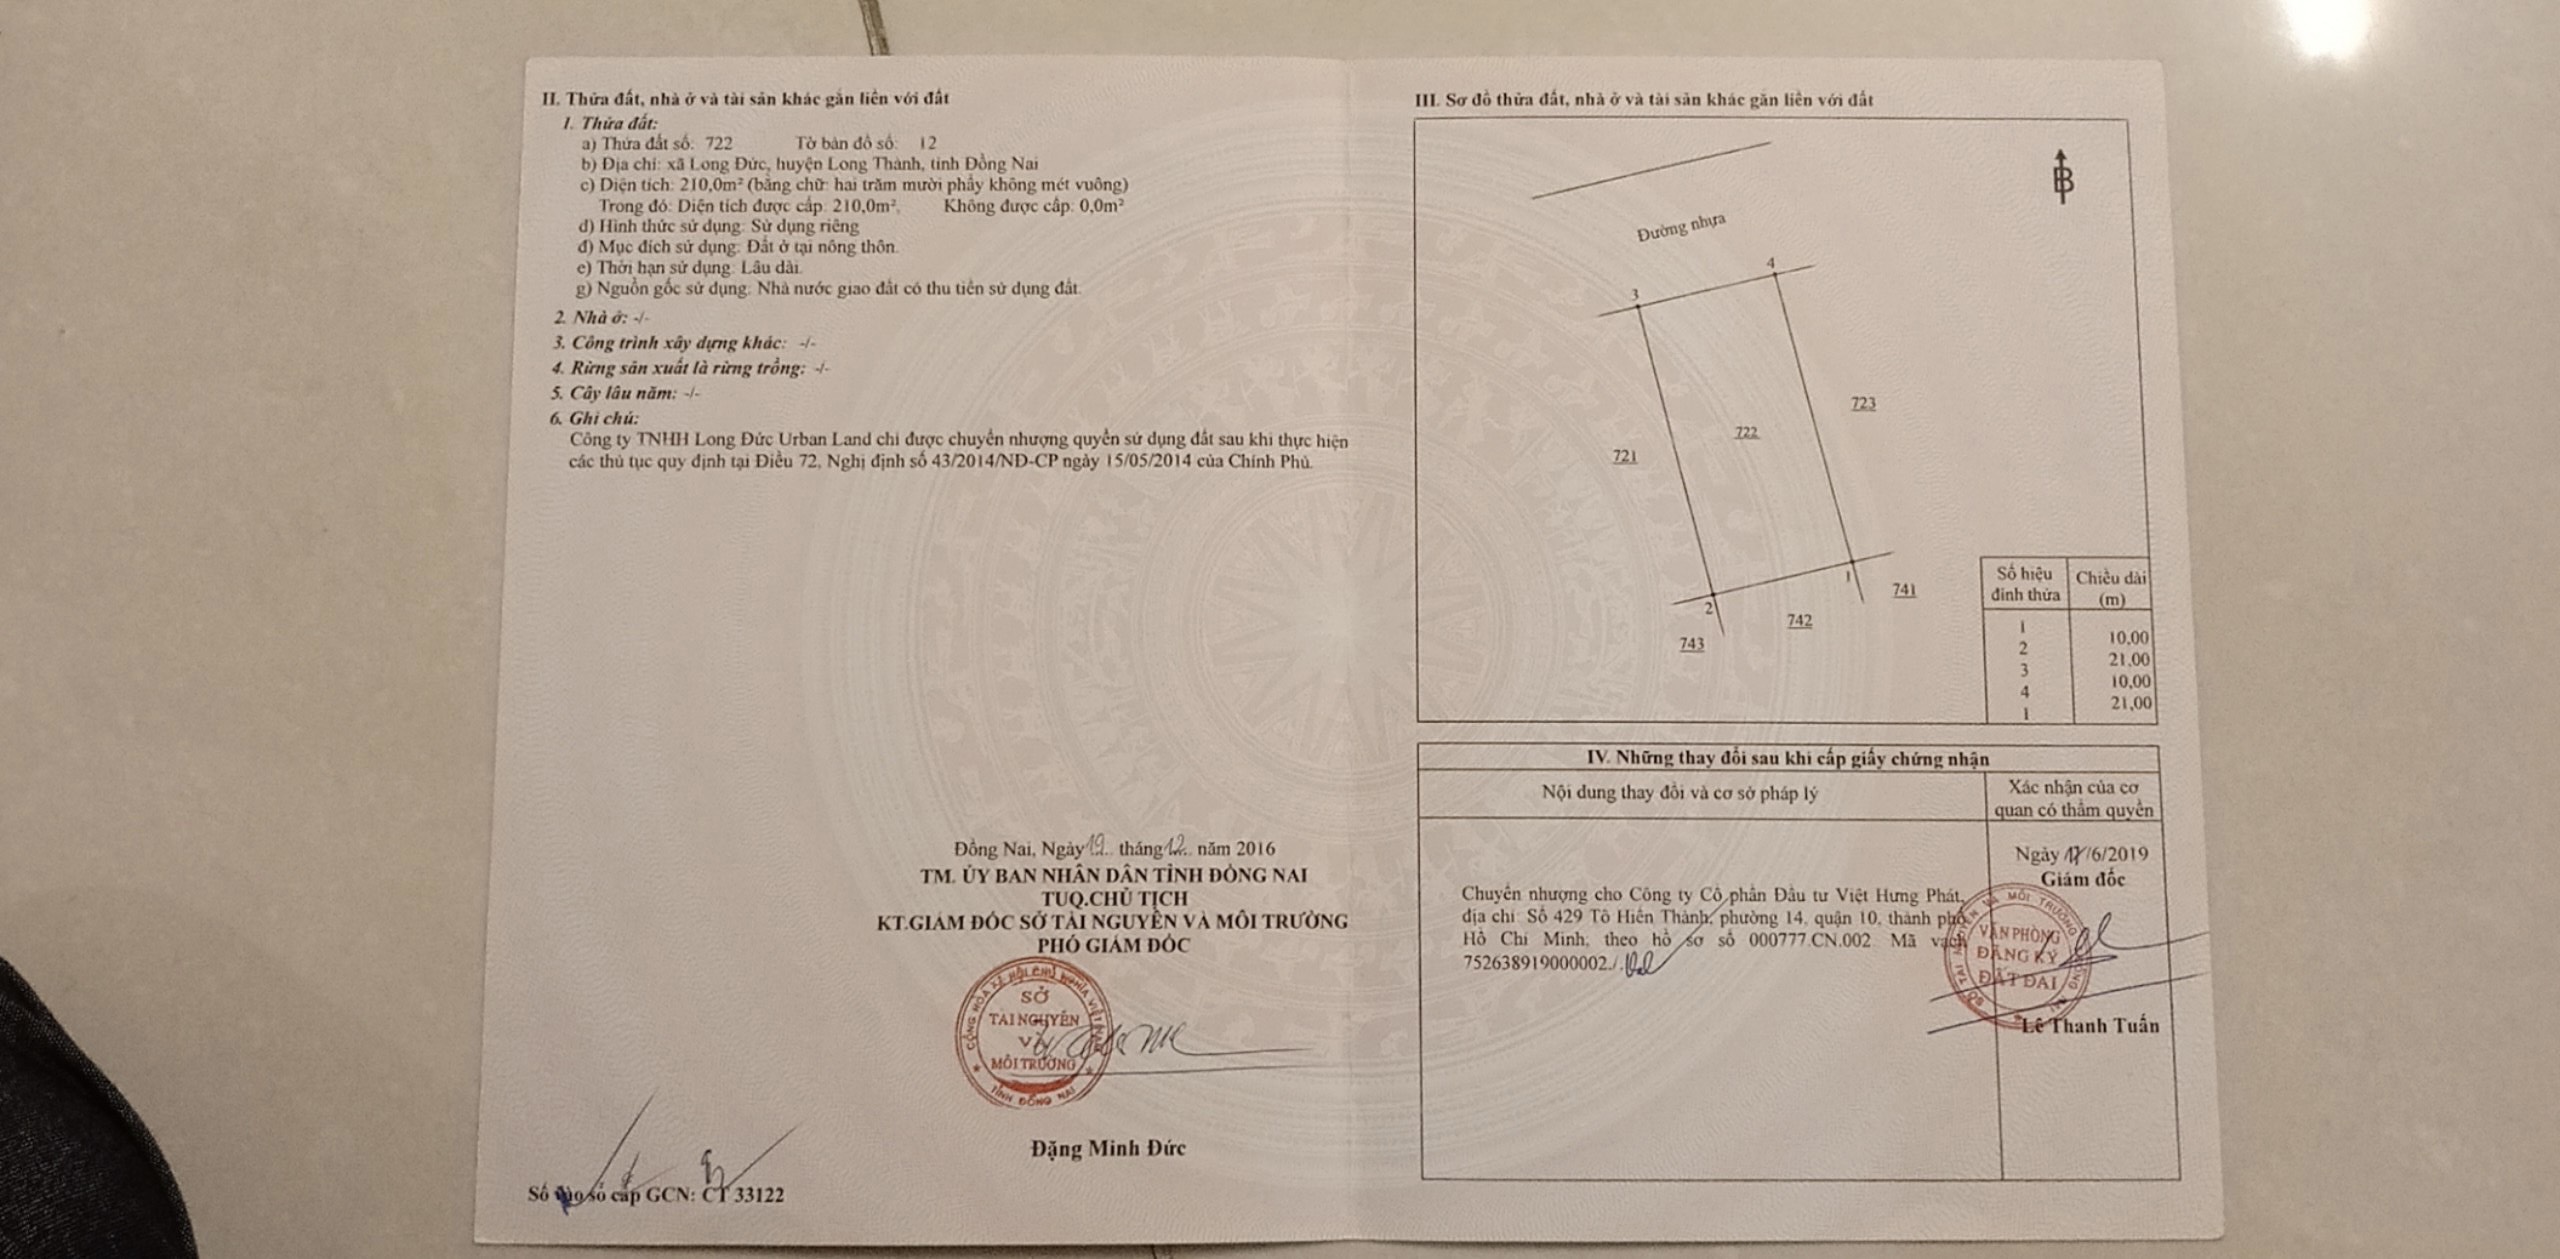 II. Thửa đất, nhà ở và tài sản khác gắn liền với đất
1. Thửa đất:
a) Thửa đất số: 722 Tờ bản đồ số: 12
b) Địa chỉ: xã Long Đức, huyện Long Thành, tỉnh Đồng Nai
c) Diện tích: 210,0m² (bằng chữ: hai trăm mười phẩy không mét vuông)
Trong đó: Diện tích được cấp: 210,0m², Không được cấp: 0,0m²
d) Hình thức sử dụng: Sử dụng riêng
đ) Mục đích sử dụng: Đất ở tại nông thôn.
e) Thời hạn sử dụng: Lâu dài.
g) Nguồn gốc sử dụng: Nhà nước giao đất có thu tiền sử dụng đất.
2. Nhà ở: -/-
3. Công trình xây dựng khác: -/-
4. Rừng sản xuất là rừng trồng: -/-
5. Cây lâu năm: -/-
6. Ghi chú:
Công ty TNHH Long Đức Urban Land chỉ được chuyển nhượng quyền sử dụng đất sau khi thực hiện
các thủ tục quy định tại Điều 72, Nghị định số 43/2014/NĐ-CP ngày 15/05/2014 của Chính Phủ.
Đồng Nai, Ngày 19 tháng 12 năm 2016
TM. ỦY BAN NHÂN DÂN TỈNH ĐỒNG NAI
TUQ.CHỦ TỊCH
KT.GIÁM ĐỐC SỞ TÀI NGUYÊN VÀ MÔI TRƯỜNG
PHÓ GIÁM ĐỐC
CỘNG HÒA XÃ HỘI CHỦ NGHĨA VIỆT NAM
SỞ
TÀI NGUYÊN
VÀ
MÔI TRƯỜNG
TỈNH ĐỒNG NAI
Đặng Minh Đức
Số vào sổ cấp GCN: CT 33122
III. Sơ đồ thửa đất, nhà ở và tài sản khác gắn liền với đất
B
Đường nhựa
4
3
723
722
721
1
741
2
742
743
Số hiệu đỉnh thửa Chiều dài (m)
1
10,00
2
21,00
3
10,00
4
21,00
1
IV. Những thay đổi sau khi cấp giấy chứng nhận
Nội dung thay đổi và cơ sở pháp lý
Xác nhận của cơ
quan có thẩm quyền
Chuyển nhượng cho Công ty Cổ phần Đầu tư Việt Hưng Phát,
địa chỉ: Số 429 Tô Hiến Thành, phường 14, quận 10, thành phố
Hồ Chí Minh; theo hồ sơ số 000777.CN.002. Mã vạch
752638919000002./.
Ngày /6/2019
Giám đốc
VĂN PHÒNG
ĐĂNG KÝ
ĐẤT ĐAI
Lê Thanh Tuấn